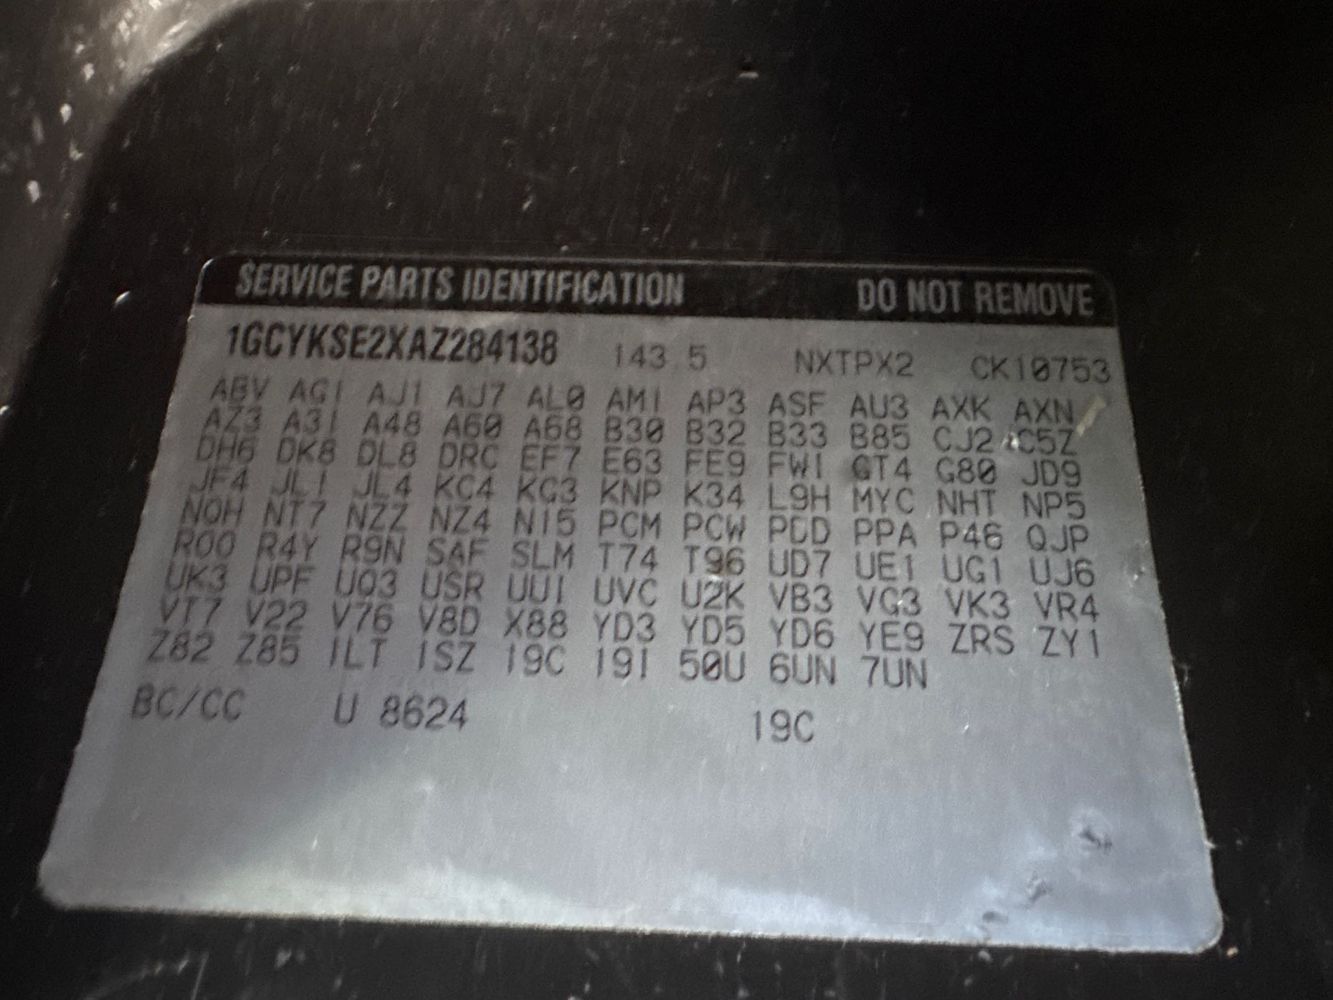 SERVICE PARTS IDENTIFICATION DO NOT REMOVE
1GCYKSE2XAZ284138 143.5 NXTPX2 CK10753
ABV AG1 AJ1 AJ7 AL0 AM1 AP3 ASF AU3 AXK AXN
AZ3 A31 A48 A60 A68 B30 B32 B33 B85 CJ2 C5Z
DH6 DK8 DL8 DRC EF7 E63 FE9 FW1 GT4 G80 JD9
JF4 JL1 JL4 KC4 KG3 KNP K34 L9H MYC NHT NP5
NQH NT7 NZZ NZ4 N15 PCM PCW PDD PPA P46 QJP
R00 R4Y R9N SAF SLM T74 T96 UD7 UE1 UG1 UJ6
UK3 UPF UQ3 USR UU1 UVC U2K VB3 VG3 VK3 VR4
VT7 V22 V76 V8D X88 YD3 YD5 YD6 YE9 ZRS ZY1
Z82 Z85 1LT 1SZ 19C 19I 50U 6UN 7UN
BC/CC U 8624 19C